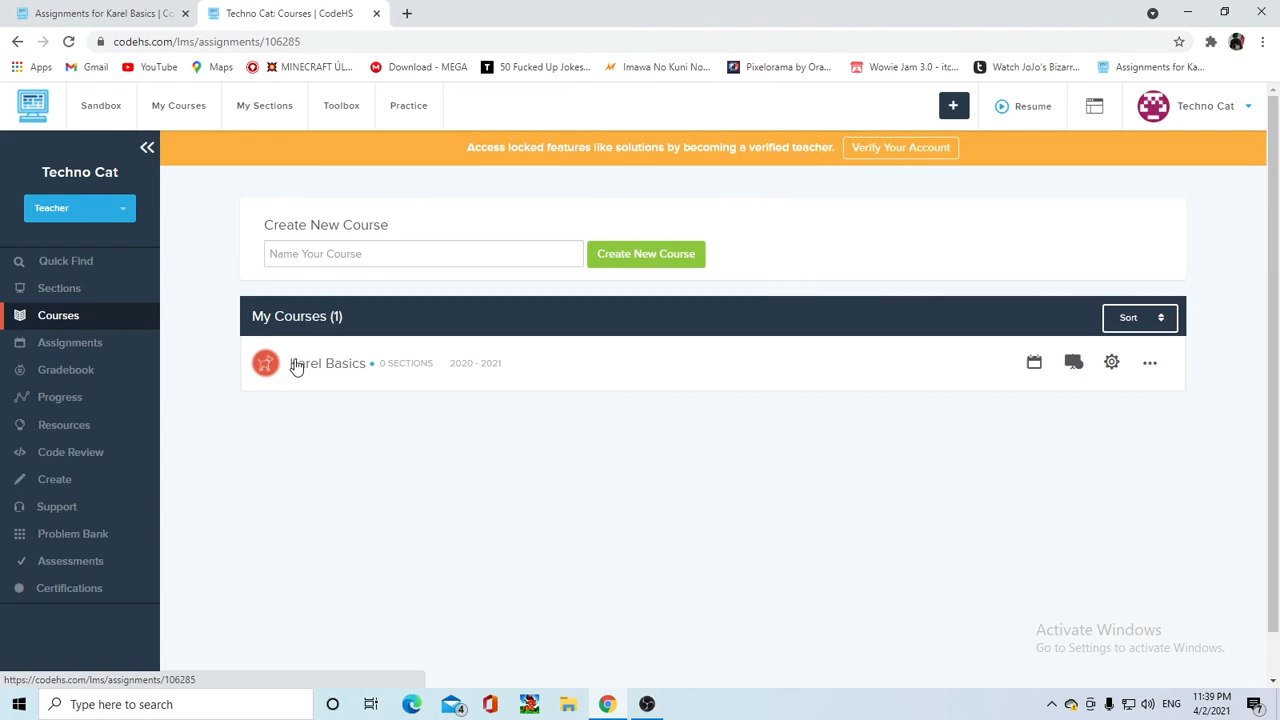 Assignments for Karel Basics | Co
Techno Cat Courses | CodeHS
codehs.com/lms/assignments/106285
Apps
Gmail
YouTube
Maps
MINECRAFT ÚL...
Download - MEGA
50 Fucked Up Jokes...
Imawa No Kuni No...
Pixelorama by Ora...
Wowie Jam 3.0 - itc...
Watch JoJo's Bizarr...
Assignments for Ka...
Sandbox
My Courses
My Sections
Toolbox
Practice
+
Resume
Techno Cat
Access locked features like solutions by becoming a verified teacher.
Verify Your Account
Techno Cat
Teacher
Quick Find
Sections
Courses
Assignments
Gradebook
Progress
Resources
Code Review
Create
Support
Problem Bank
Assessments
Certifications
Create New Course
Name Your Course
Create New Course
My Courses (1)
Sort
Karel Basics • 0 SECTIONS 2020 - 2021
Activate Windows
Go to Settings to activate Windows.
https://codehs.com/lms/assignments/106285
Type here to search
4
ENG
11:39 PM
4/2/2021
7